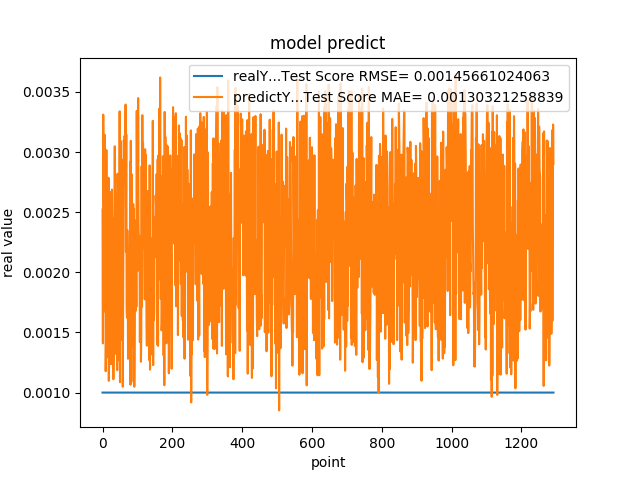 model predict
realY...Test Score RMSE= 0.00145661024063
predictY...Test Score MAE= 0.00130321258839
0.0035
0.0030
0.0025
0.0020
0.0015
0.0010
real value
0 200 400 600 800 1000 1200
point